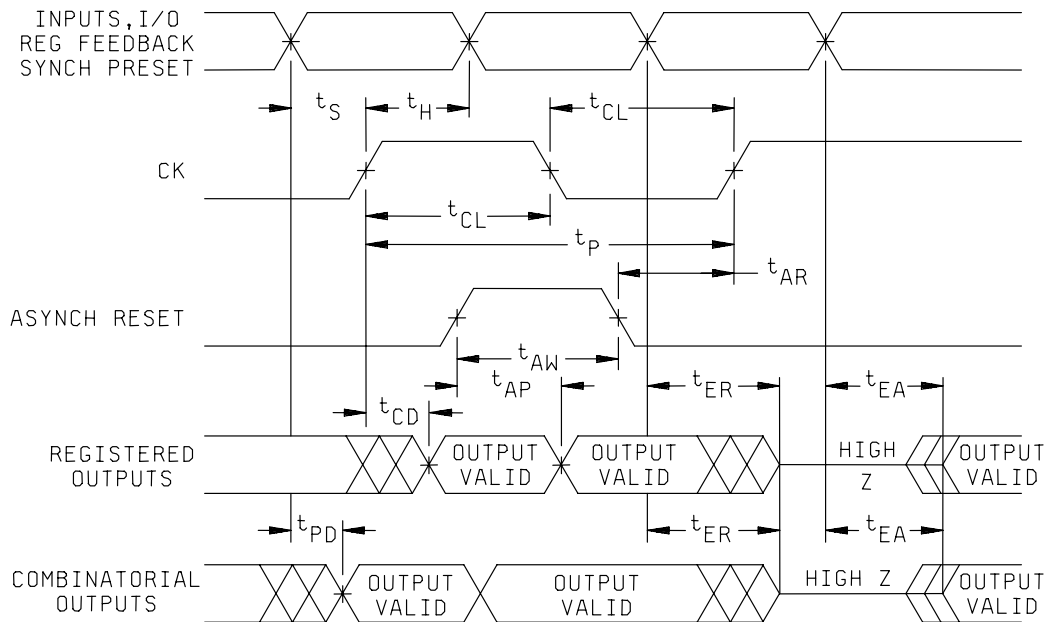 INPUTS,I/O
REG FEEDBACK
SYNCH PRESET
tS
tH
tCL
CK
tCL
tP
tAR
ASYNCH RESET
tAW
tAP
tER
tEA
tCD
REGISTERED
OUTPUTS
OUTPUT
VALID
OUTPUT
VALID
HIGH
Z
OUTPUT
VALID
tPD
tER
tEA
COMBINATORIAL
OUTPUTS
OUTPUT
VALID
OUTPUT
VALID
HIGH Z
OUTPUT
VALID